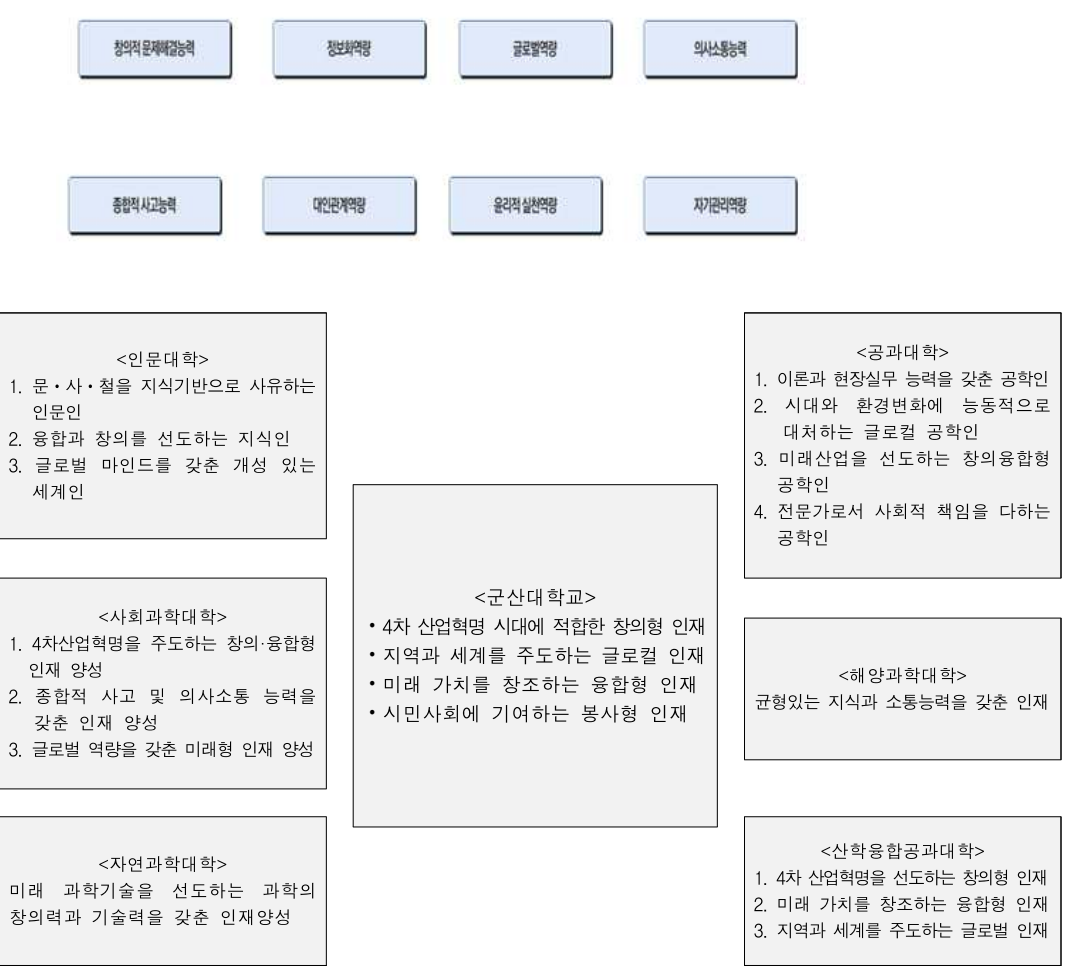 창의적 문제해결능력
정보화역량
글로벌역량
의사소통능력
종합적 사고능력
대인관계역량
윤리적 실천역량
자기관리역량
<인문대학>
1. 문·사·철을 지식기반으로 사유하는
인문인
2. 융합과 창의를 선도하는 지식인
3. 글로벌 마인드를 갖춘 개성 있는
세계인
<사회과학대학>
1. 4차산업혁명을 주도하는 창의·융합형
인재 양성
2. 종합적 사고 및 의사소통 능력을
갖춘 인재 양성
3. 글로벌 역량을 갖춘 미래형 인재 양성
<자연과학대학>
미래 과학기술을 선도하는 과학의
창의력과 기술력을 갖춘 인재양성
<군산대학교>
• 4차 산업혁명 시대에 적합한 창의형 인재
• 지역과 세계를 주도하는 글로컬 인재
• 미래 가치를 창조하는 융합형 인재
• 시민사회에 기여하는 봉사형 인재
<공과대학>
1. 이론과 현장실무 능력을 갖춘 공학인
2. 시대와 환경변화에 능동적으로
대처하는 글로컬 공학인
3. 미래산업을 선도하는 창의융합형
공학인
4. 전문가로서 사회적 책임을 다하는
공학인
<해양과학대학>
균형있는 지식과 소통능력을 갖춘 인재
<산학융합공과대학>
1. 4차 산업혁명을 선도하는 창의형 인재
2. 미래 가치를 창조하는 융합형 인재
3. 지역과 세계를 주도하는 글로벌 인재